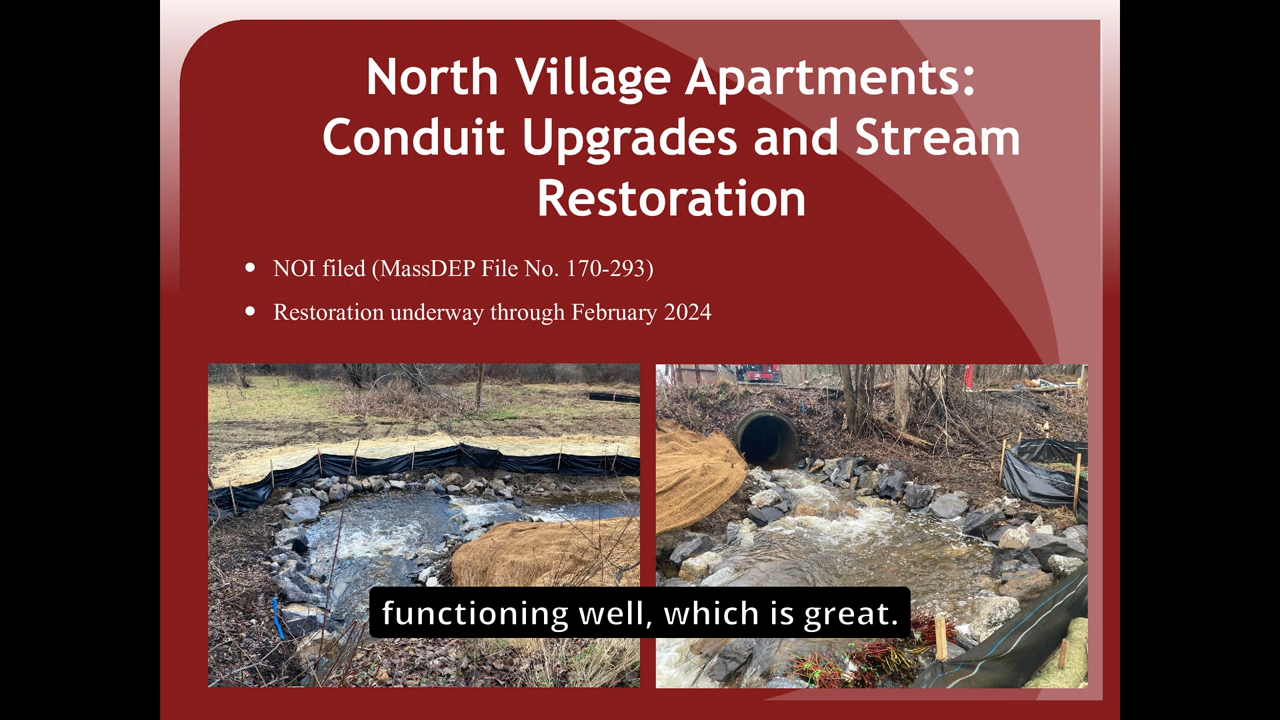 North Village Apartments:
Conduit Upgrades and Stream
Restoration
• NOI filed (MassDEP File No. 170-293)
• Restoration underway through February 2024
functioning well, which is great.